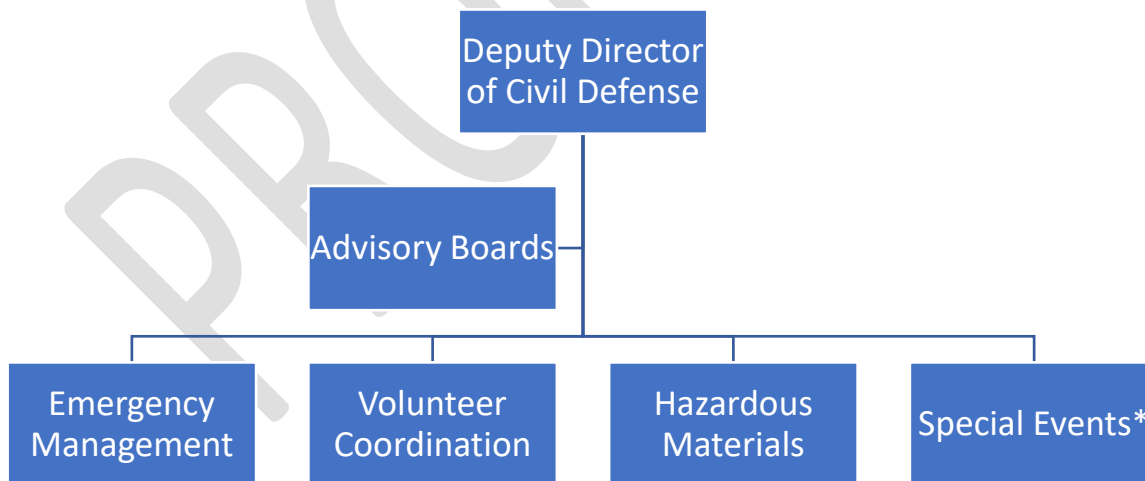 Deputy Director
of Civil Defense
Advisory Boards
Emergency
Management
Volunteer
Coordination
Hazardous
Materials
Special Events*